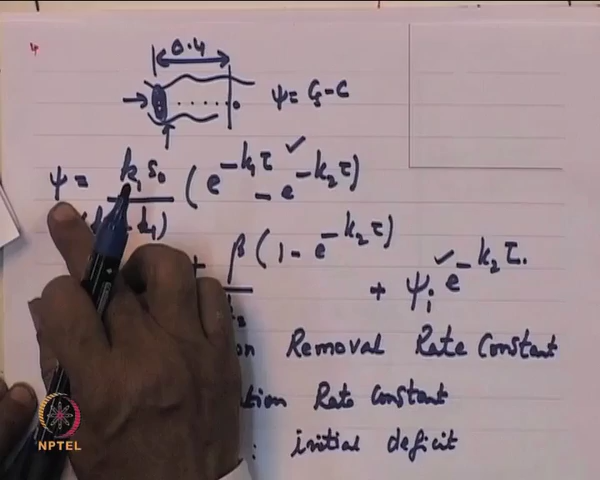 4
0.4
ψ = Cs - C
ψ = k1 S0 ( e^-k1τ - e^-k2τ )
k1)
+ β ( 1 - e^-k2τ )
+ ψi e^-k2τ.
Removal Rate Constant
Rate Constant
: initial deficit
NPTEL